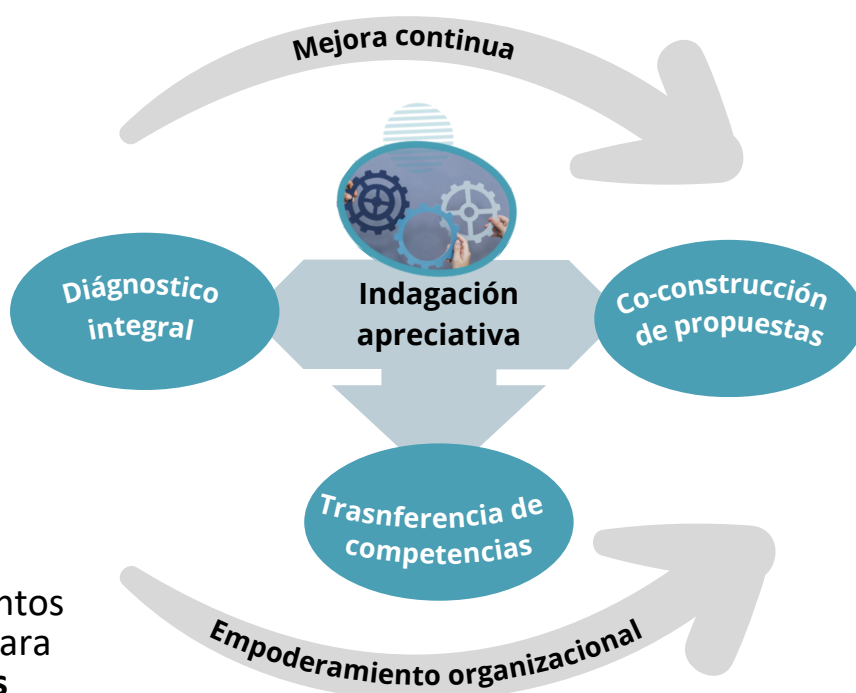 Mejora continua
Diágnostico
integral
Indagación
apreciativa
Co-construcción
de propuestas
Trasnferencia de
competencias
Empoderamiento organizacional